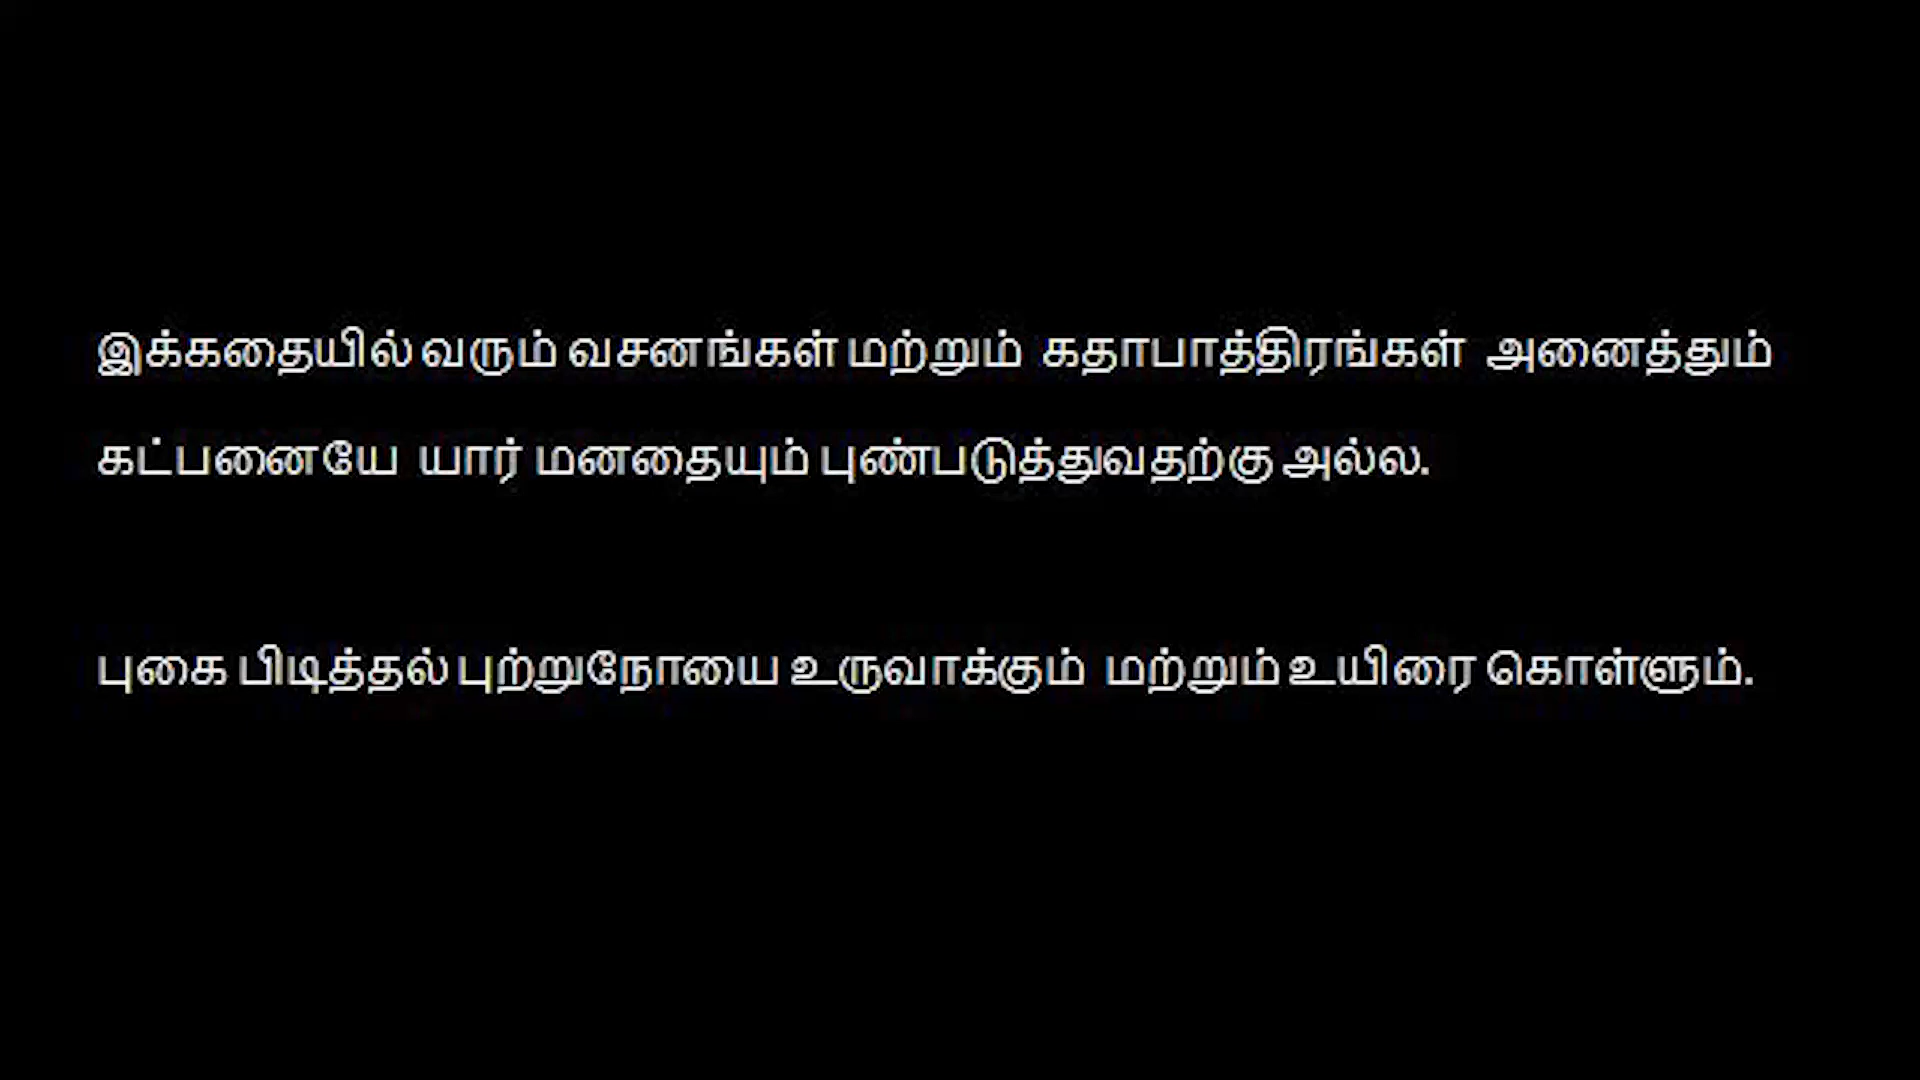 இக்கதையில் வரும் வசனங்கள் மற்றும் கதாபாத்திரங்கள் அனைத்தும்
கட்பனையே யார் மனதையும் புண்படுத்துவதற்கு அல்ல.
புகை பிடித்தல் புற்றுநோயை உருவாக்கும் மற்றும் உயிரை கொள்ளும்.